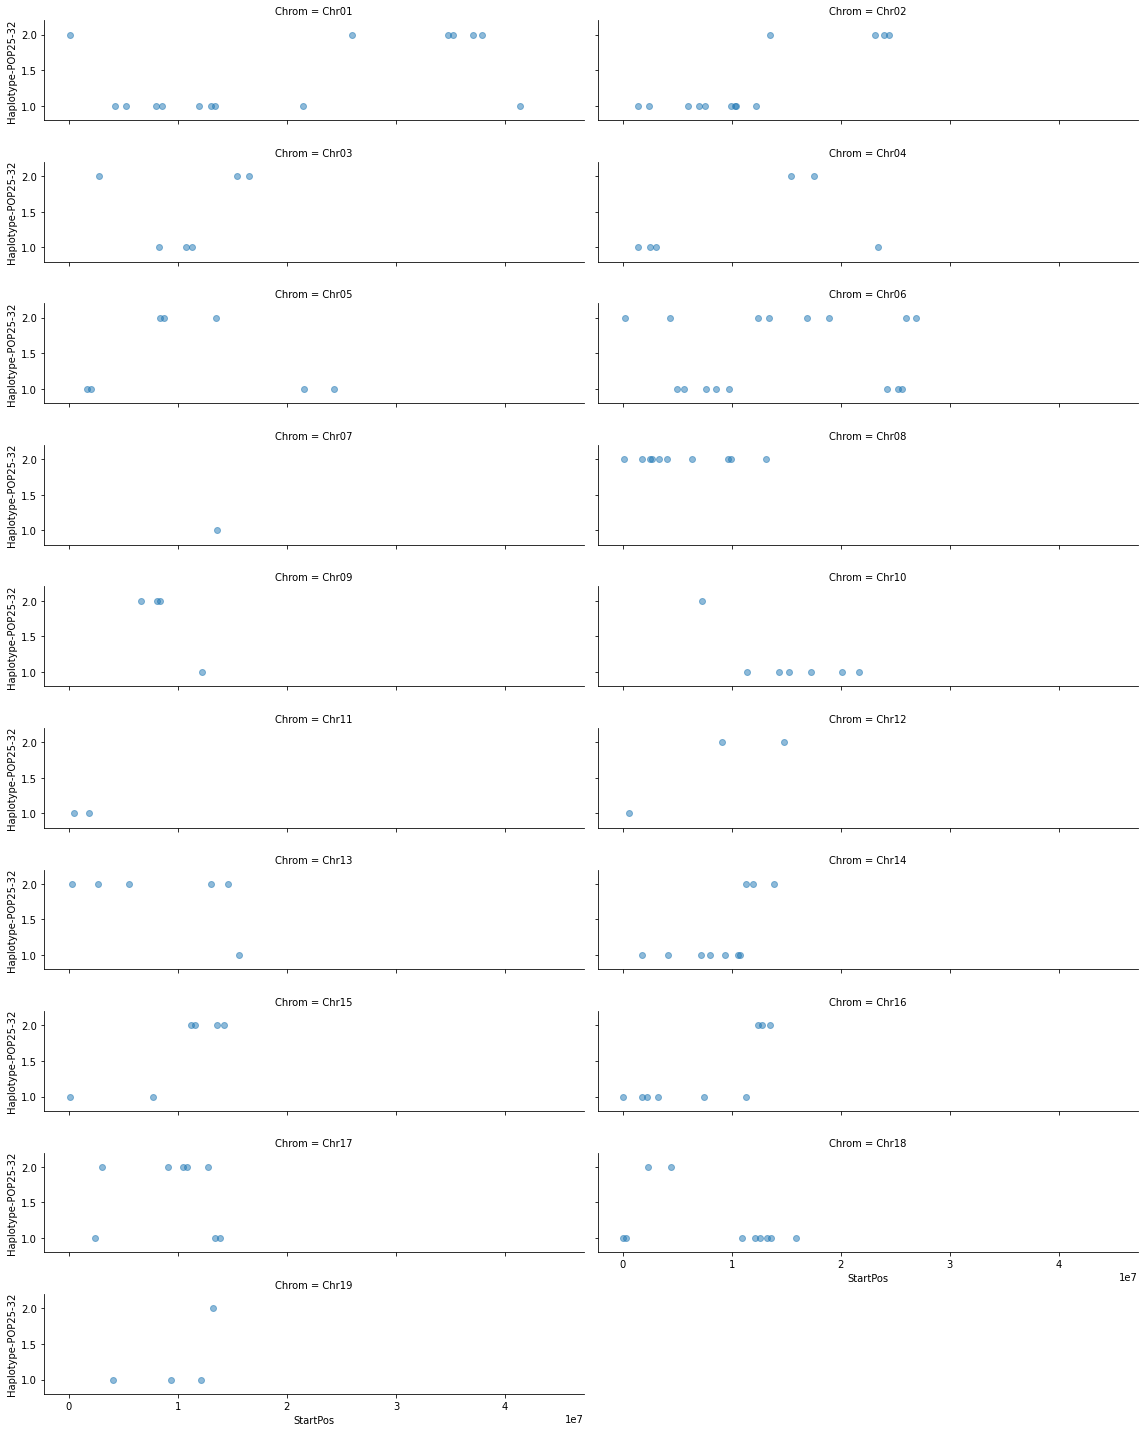 Chrom = Chr01
Chrom = Chr02
Haplotype-POP25-32
2.0
1.5
1.0
Chrom = Chr03
Chrom = Chr04
Haplotype-POP25-32
2.0
1.5
1.0
Chrom = Chr05
Chrom = Chr06
Haplotype-POP25-32
2.0
1.5
1.0
Chrom = Chr07
Chrom = Chr08
Haplotype-POP25-32
2.0
1.5
1.0
Chrom = Chr09
Chrom = Chr10
Haplotype-POP25-32
2.0
1.5
1.0
Chrom = Chr11
Chrom = Chr12
Haplotype-POP25-32
2.0
1.5
1.0
Chrom = Chr13
Chrom = Chr14
Haplotype-POP25-32
2.0
1.5
1.0
Chrom = Chr15
Chrom = Chr16
Haplotype-POP25-32
2.0
1.5
1.0
Chrom = Chr17
Chrom = Chr18
Haplotype-POP25-32
2.0
1.5
1.0
0 1 2 3 4
StartPos
1e7
Chrom = Chr19
Haplotype-POP25-32
2.0
1.5
1.0
0 1 2 3 4
StartPos
1e7